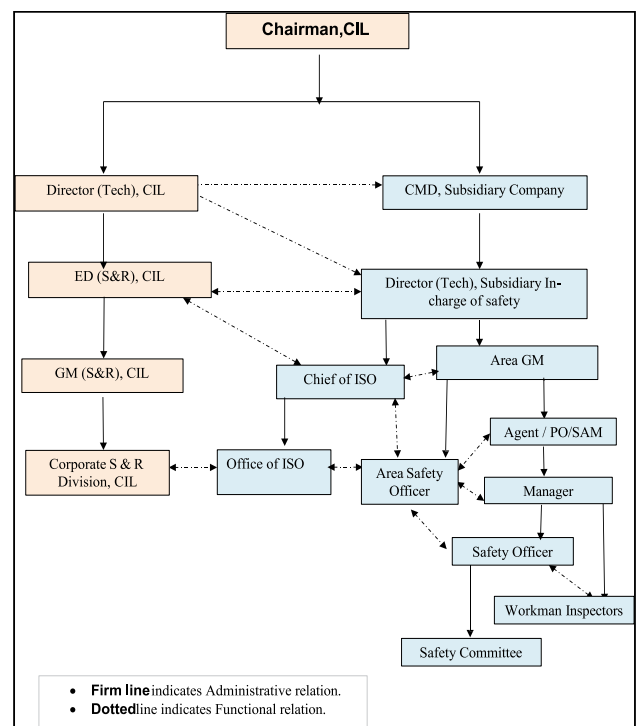 Chairman,CIL
Director (Tech), CIL
CMD, Subsidiary Company
ED (S&R), CIL
Director (Tech), Subsidiary In-
charge of safety
GM (S&R), CIL
Chief of ISO
Area GM
Agent / PO/SAM
Corporate S & R
Division, CIL
Office of ISO
Area Safety
Officer
Manager
Safety Officer
Workman Inspectors
Safety Committee
• Firm line indicates Administrative relation.
• Dottedline indicates Functional relation.